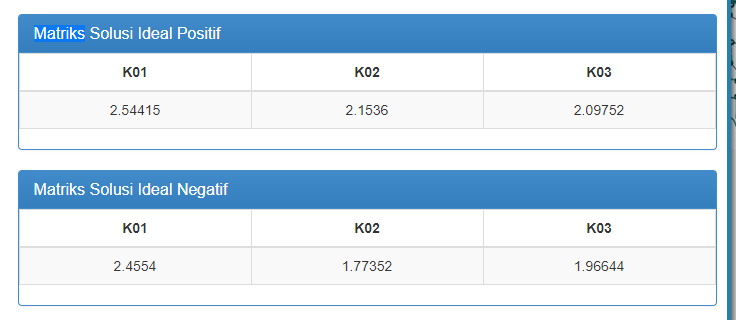 Matriks Solusi Ideal Positif
K01 K02 K03
2.54415 2.1536 2.09752
Matriks Solusi Ideal Negatif
K01 K02 K03
2.4554 1.77352 1.96644